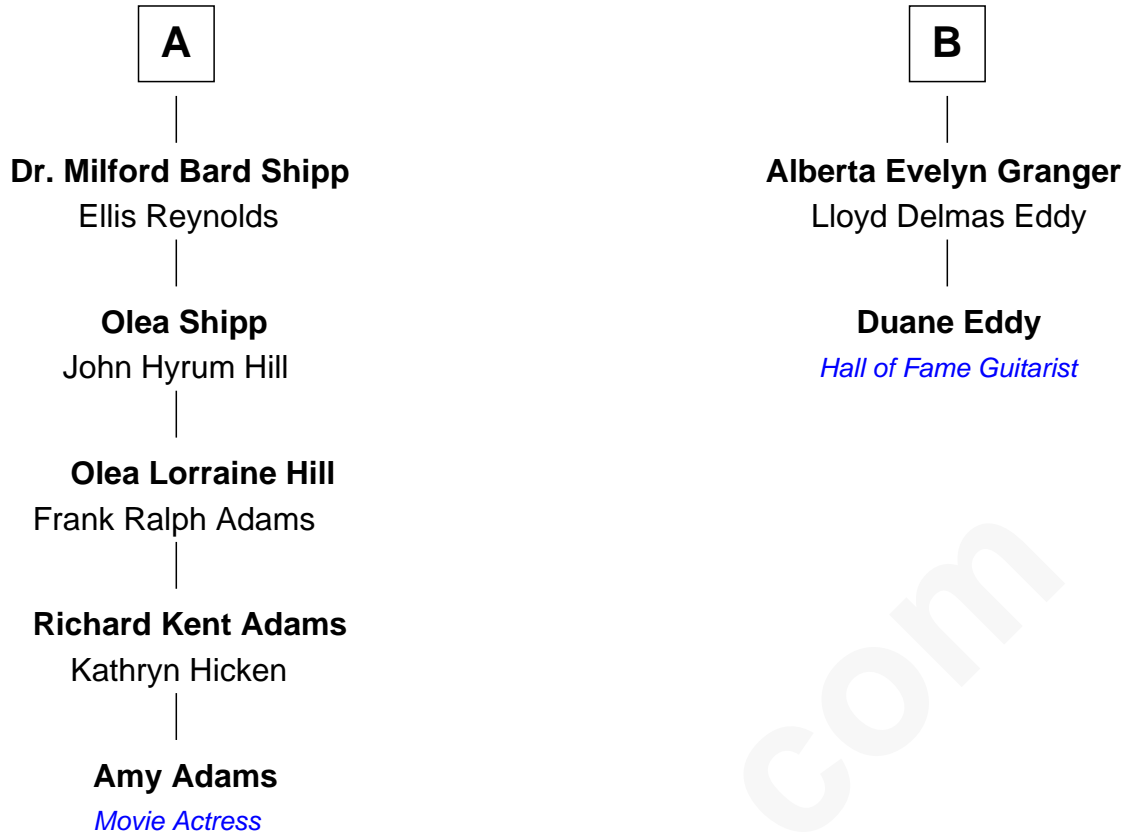 A
Dr. Milford Bard Shipp
Ellis Reynolds
Olea Shipp
John Hyrum Hill
Olea Lorraine Hill
Frank Ralph Adams
Richard Kent Adams
Kathryn Hicken
Amy Adams
Movie Actress
B
Alberta Evelyn Granger
Lloyd Delmas Eddy
Duane Eddy
Hall of Fame Guitarist
com